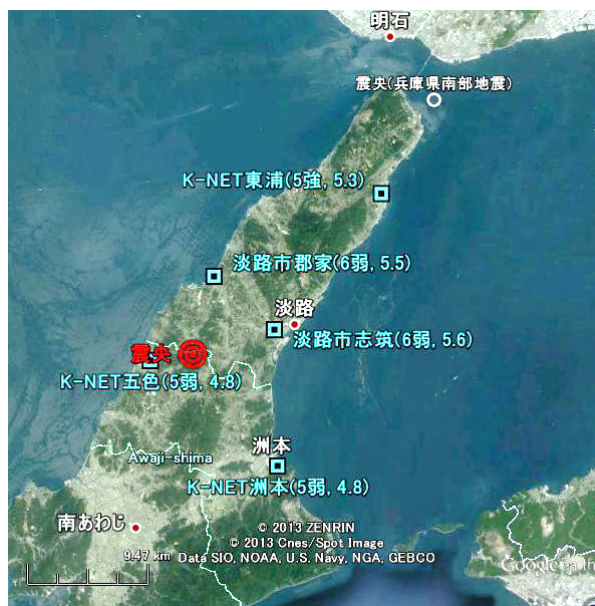 明石
震央(兵庫県南部地震)
K-NET東浦(5強, 5.3)
淡路市郡家(6弱, 5.5)
淡路
淡路市志筑(6弱, 5.6)
震央
K-NET五色(5弱, 4.8)
洲本
Awaji-shima
K-NET洲本(5弱, 4.8)
南あわじ
© 2013 ZENRIN
© 2013 Cnes/Spot Image
9.47 km
Data SIO, NOAA, U.S. Navy, NGA, GEBCO
Google earth